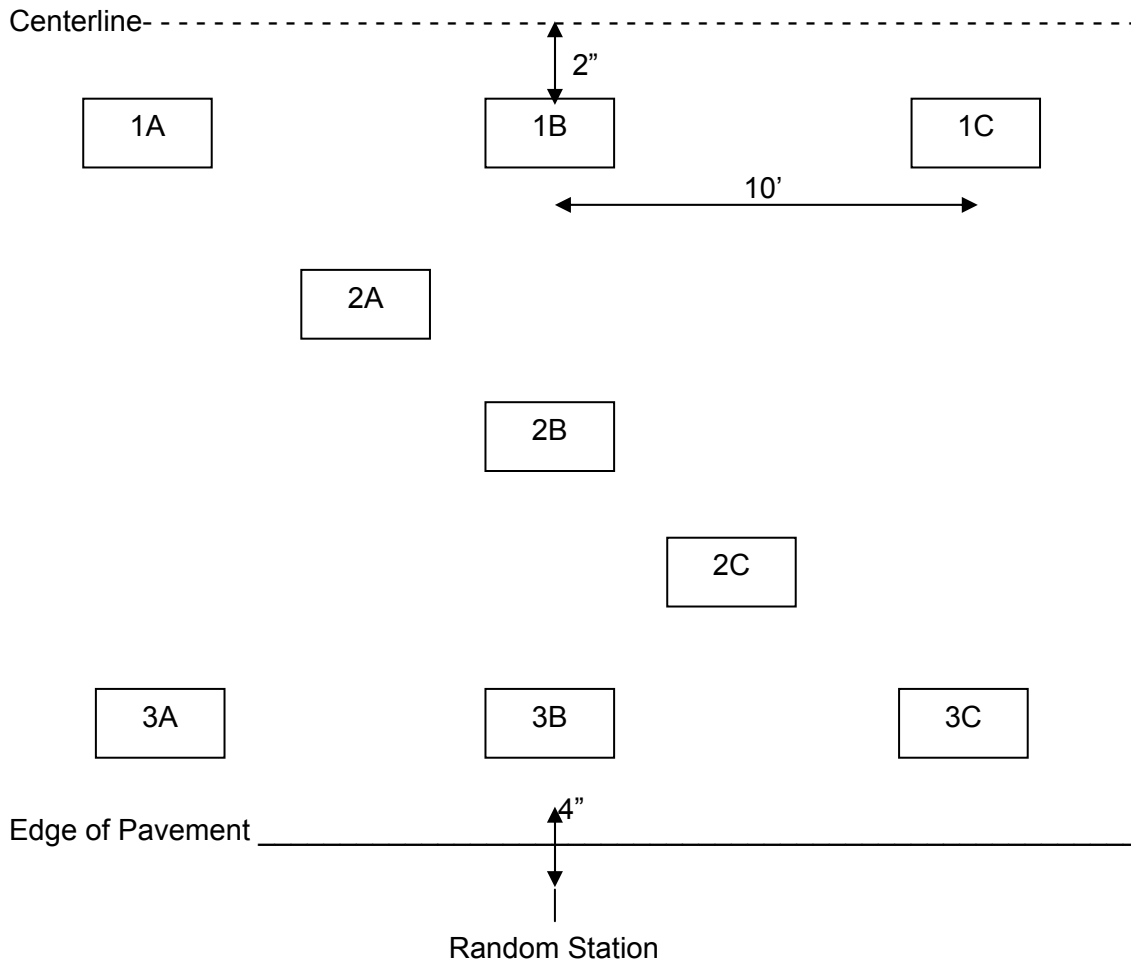 Centerline
2”
1A 1B 1C
10’
2A
2B
2C
3A 3B 3C
4”
Edge of Pavement
Random Station